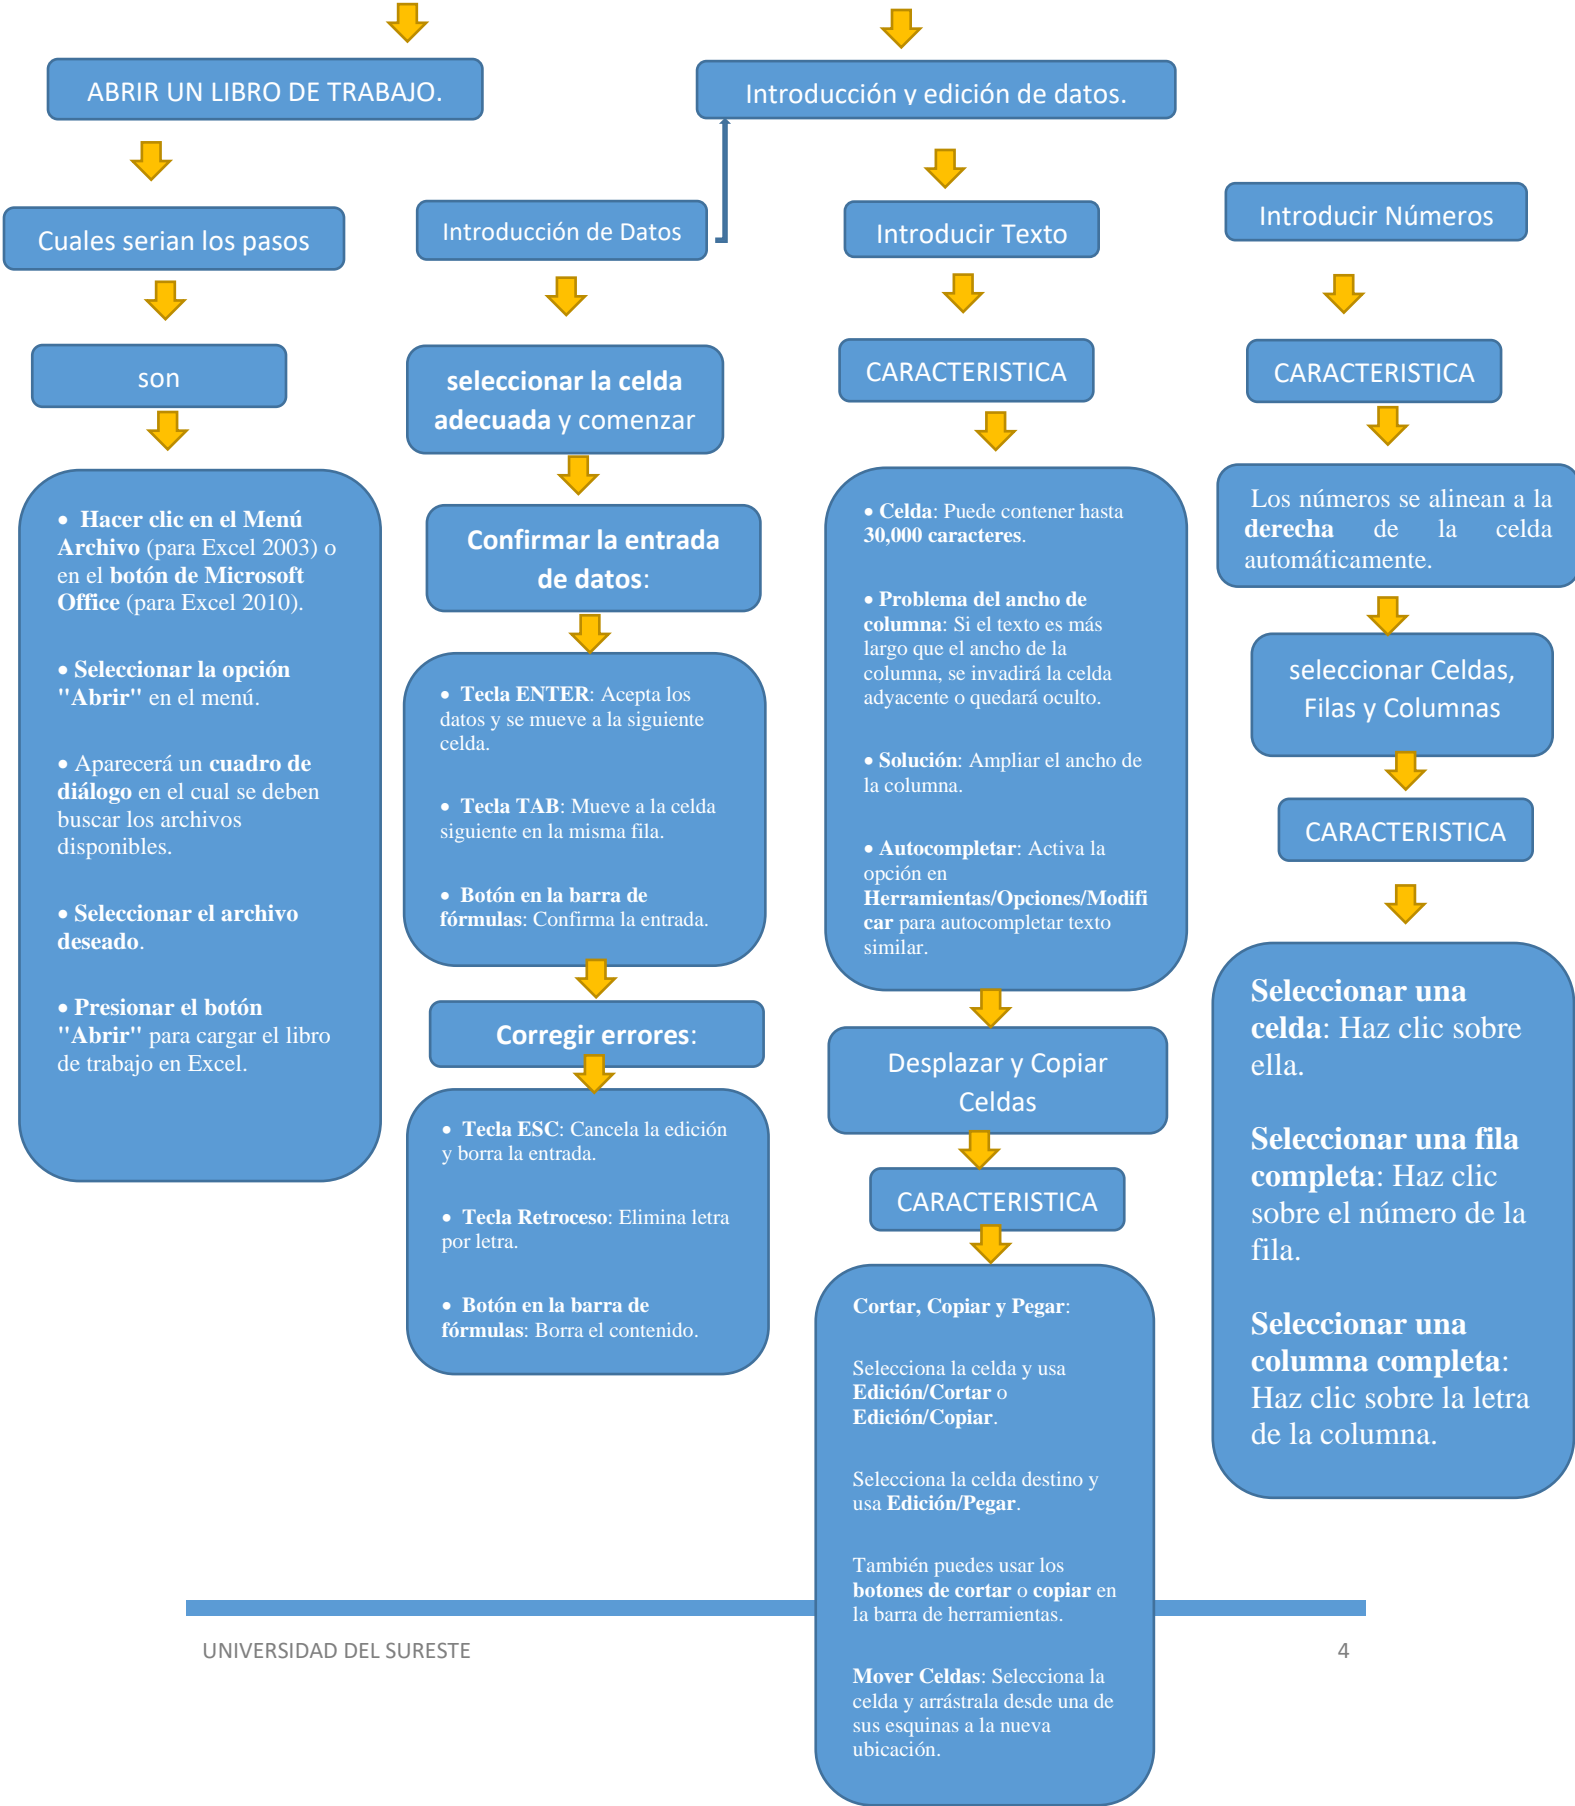 ABRIR UN LIBRO DE TRABAJO.
Cuales serian los pasos
son
• Hacer clic en el Menú
Archivo (para Excel 2003) o
en el botón de Microsoft
Office (para Excel 2010).
• Seleccionar la opción
"Abrir" en el menú.
• Aparecerá un cuadro de
diálogo en el cual se deben
buscar los archivos
disponibles.
• Seleccionar el archivo
deseado.
• Presionar el botón
"Abrir" para cargar el libro
de trabajo en Excel.
Introducción y edición de datos.
Introducción de Datos
seleccionar la celda
adecuada y comenzar
Confirmar la entrada
de datos:
• Tecla ENTER: Acepta los
datos y se mueve a la siguiente
celda.
• Tecla TAB: Mueve a la celda
siguiente en la misma fila.
• Botón en la barra de
fórmulas: Confirma la entrada.
Corregir errores:
• Tecla ESC: Cancela la edición
y borra la entrada.
• Tecla Retroceso: Elimina letra
por letra.
• Botón en la barra de
fórmulas: Borra el contenido.
Introducir Texto
CARACTERISTICA
• Celda: Puede contener hasta
30,000 caracteres.
• Problema del ancho de
columna: Si el texto es más
largo que el ancho de la
columna, se invadirá la celda
adyacente o quedará oculto.
• Solución: Ampliar el ancho de
la columna.
• Autocompletar: Activa la
opción en
Herramientas/Opciones/Modifi
car para autocompletar texto
similar.
Desplazar y Copiar
Celdas
CARACTERISTICA
Cortar, Copiar y Pegar:
Selecciona la celda y usa
Edición/Cortar o
Edición/Copiar.
Selecciona la celda destino y
usa Edición/Pegar.
También puedes usar los
botones de cortar o copiar en
la barra de herramientas.
Mover Celdas: Selecciona la
celda y arrástrala desde una de
sus esquinas a la nueva
ubicación.
Introducir Números
CARACTERISTICA
Los números se alinean a la
derecha de la celda
automáticamente.
seleccionar Celdas,
Filas y Columnas
CARACTERISTICA
Seleccionar una
celda: Haz clic sobre
ella.
Seleccionar una fila
completa: Haz clic
sobre el número de la
fila.
Seleccionar una
columna completa:
Haz clic sobre la letra
de la columna.
UNIVERSIDAD DEL SURESTE
4